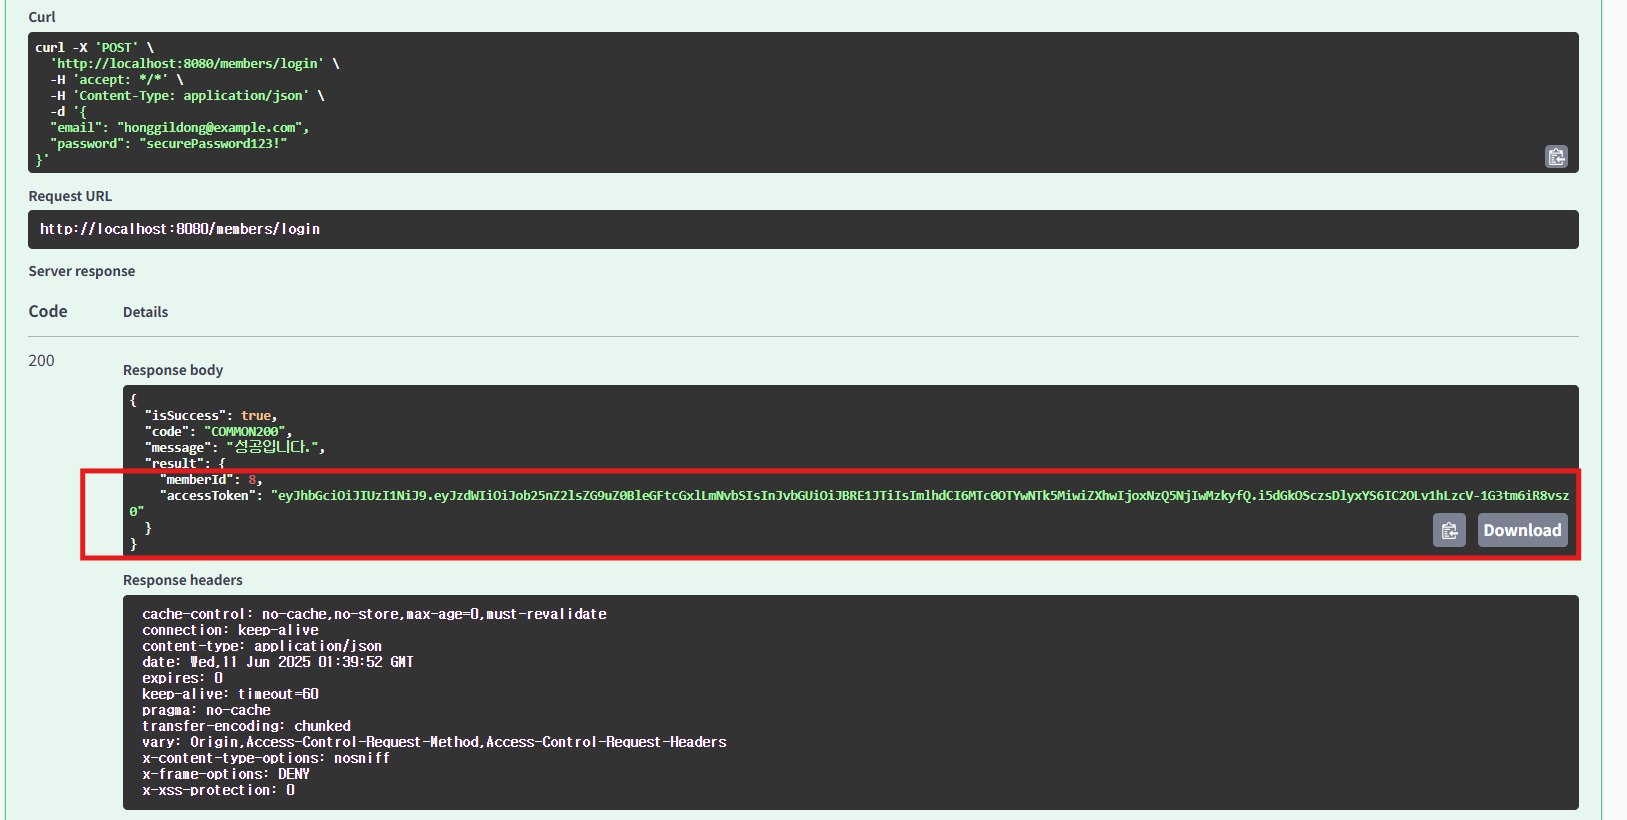 Curl
curl -X 'POST' \
'http://localhost:8080/members/login' \
-H 'accept: */*' \
-H 'Content-Type: application/json' \
-d '{
"email": "honggildong@example.com",
"password": "securePassword123!"
}'
Request URL
http://localhost:8080/members/login
Server response
Code Details
200
Response body
{
"isSuccess": true,
"code": "COMMON200",
"message": "성공입니다.",
"result": {
"memberId": 8,
"accessToken": "eyJhbGciOiJIUzI1NiJ9.eyJzdWIiOiJob25nZ2lsZG9uZ0BleGFtcGxlLmNvbSIsInJvbGUiOiJBRE1JTiIsImlhdCI6MTc0OTYwNTk5MiwiZXhwIjoxNzQ5NjIwMzkyfQ.i5dGkOSczsDlyxYS6IC2OLv1hLzcV-1G3tm6iR8vsz
0"
}
}
Download
Response headers
cache-control: no-cache,no-store,max-age=0,must-revalidate
connection: keep-alive
content-type: application/json
date: Wed,11 Jun 2025 01:39:52 GMT
expires: 0
keep-alive: timeout=60
pragma: no-cache
transfer-encoding: chunked
vary: Origin,Access-Control-Request-Method,Access-Control-Request-Headers
x-content-type-options: nosniff
x-frame-options: DENY
x-xss-protection: 0